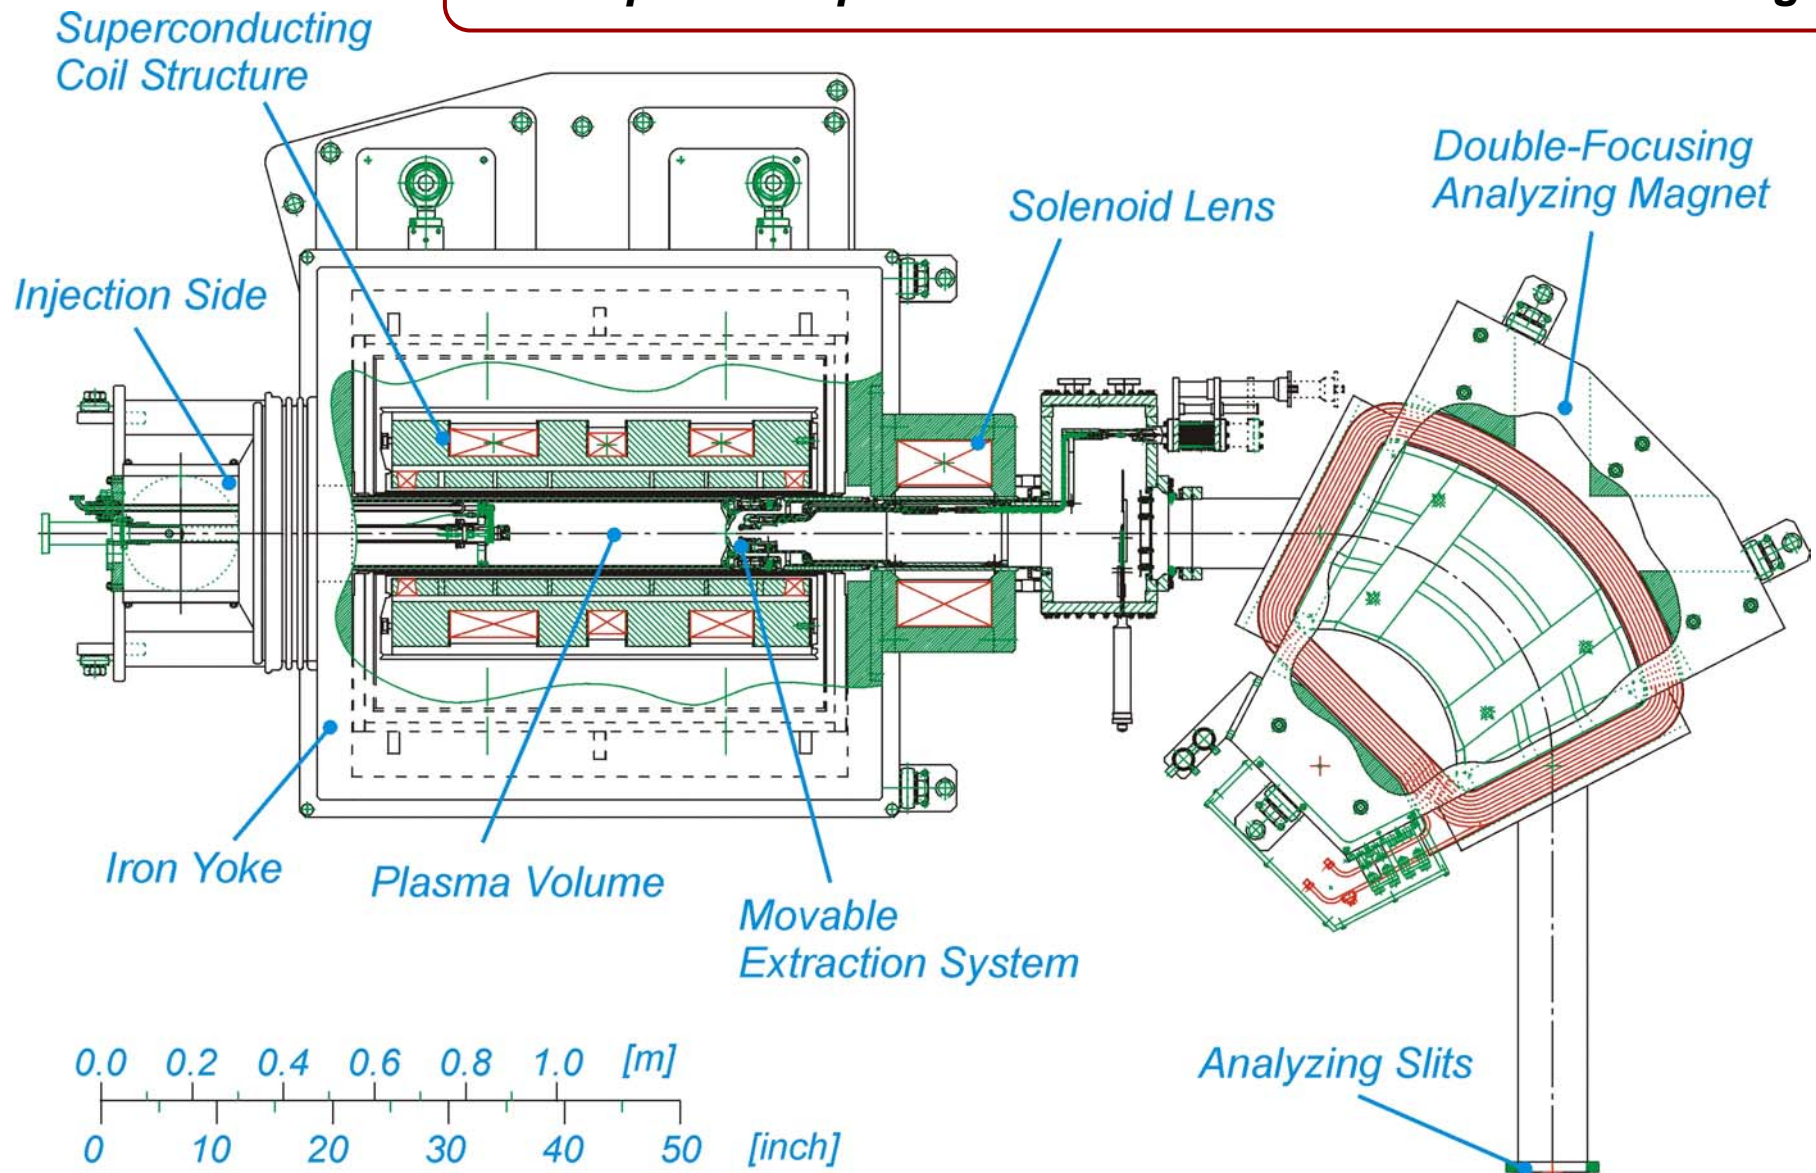 Superconducting
Coil Structure
Double-Focusing
Analyzing Magnet
Solenoid Lens
Injection Side
Iron Yoke
Plasma Volume
Movable
Extraction System
Analyzing Slits
0.0 0.2 0.4 0.6 0.8 1.0 [m]
0 10 20 30 40 50 [inch]